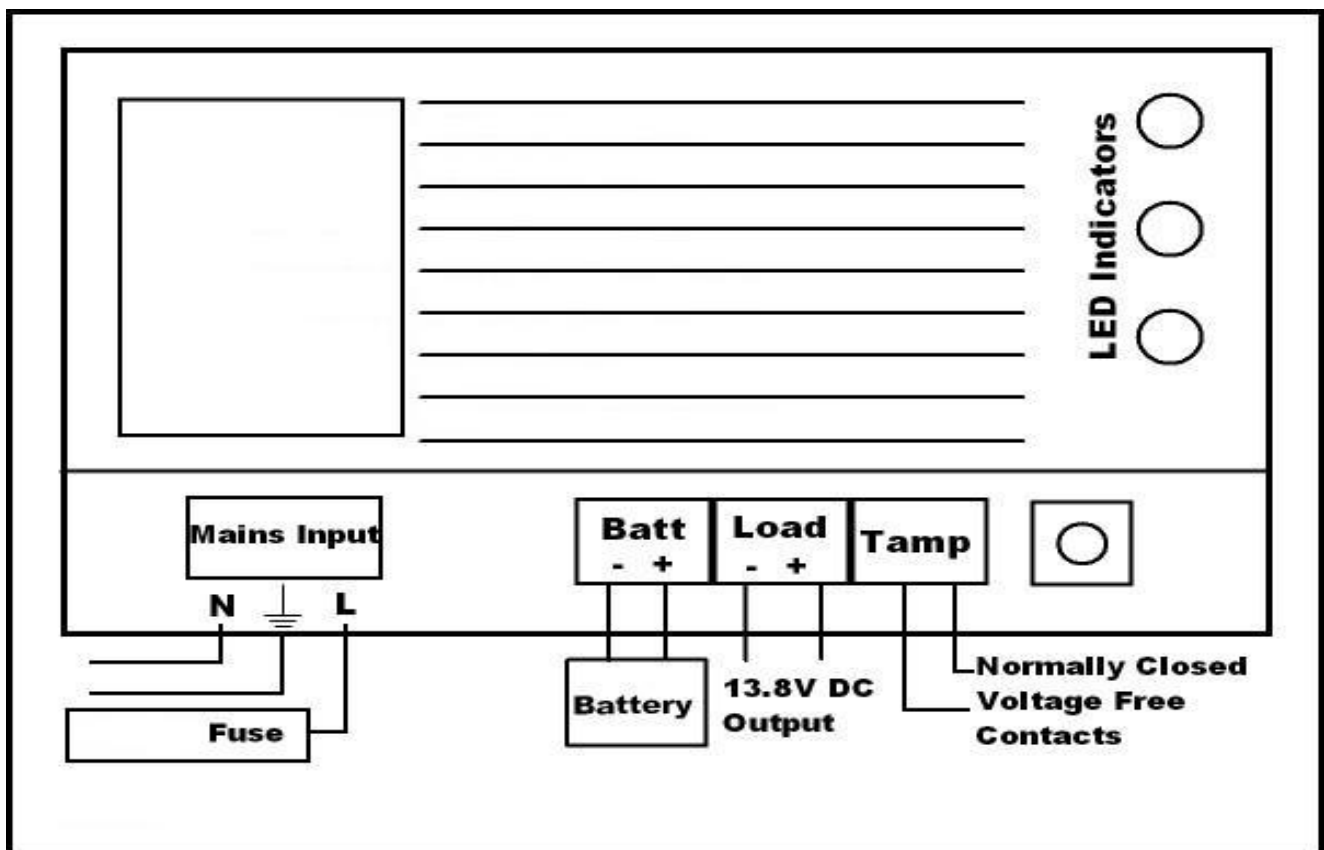 LED Indicators
Mains Input
N L
Batt
- +
Load
- +
Tamp
Fuse
Battery
13.8V DC
Output
Normally Closed
Voltage Free
Contacts